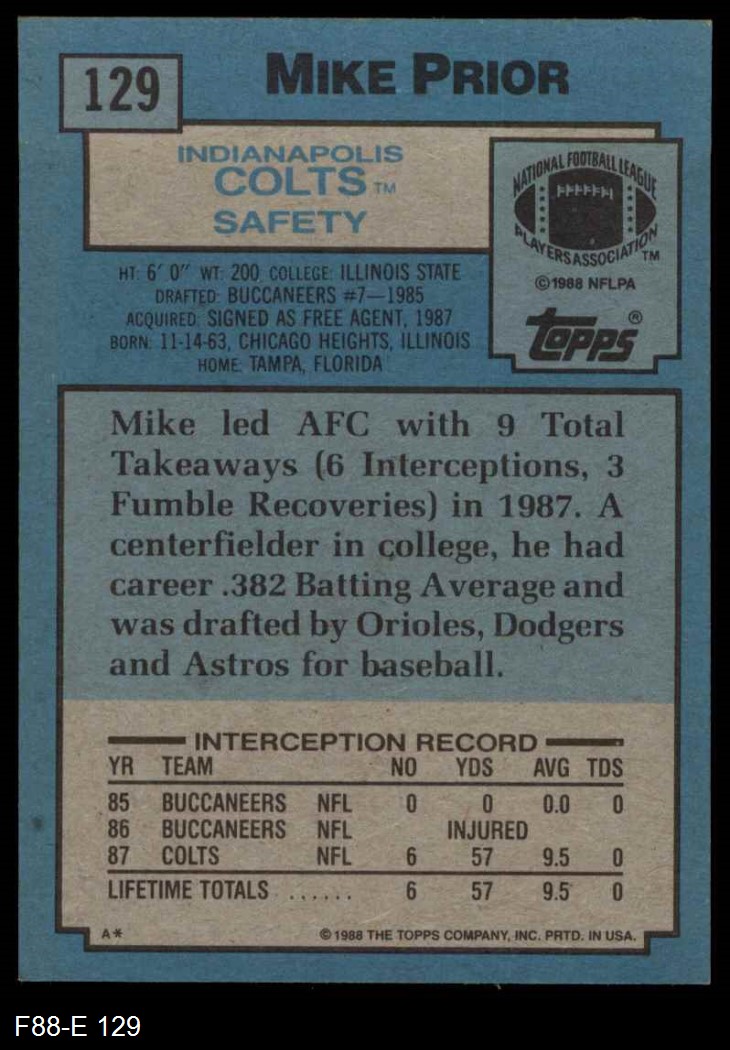 129
MIKE PRIOR
INDIANAPOLIS
COLTS TM
SAFETY
NATIONAL FOOTBALL LEAGUE
PLAYERS ASSOCIATION TM
©1988 NFLPA
topps®
HT: 6' 0" WT: 200 COLLEGE: ILLINOIS STATE
DRAFTED: BUCCANEERS #7—1985
ACQUIRED: SIGNED AS FREE AGENT, 1987
BORN: 11-14-63, CHICAGO HEIGHTS, ILLINOIS
HOME: TAMPA, FLORIDA
Mike led AFC with 9 Total
Takeaways (6 Interceptions, 3
Fumble Recoveries) in 1987. A
centerfielder in college, he had
career .382 Batting Average and
was drafted by Orioles, Dodgers
and Astros for baseball.
INTERCEPTION RECORD
YR TEAM NO YDS AVG TDS
85 BUCCANEERS NFL 0 0 0.0 0
86 BUCCANEERS NFL INJURED
87 COLTS NFL 6 57 9.5 0
LIFETIME TOTALS ...... 6 57 9.5 0
A* ©1988 THE TOPPS COMPANY, INC. PRTD. IN USA.
F88-E 129